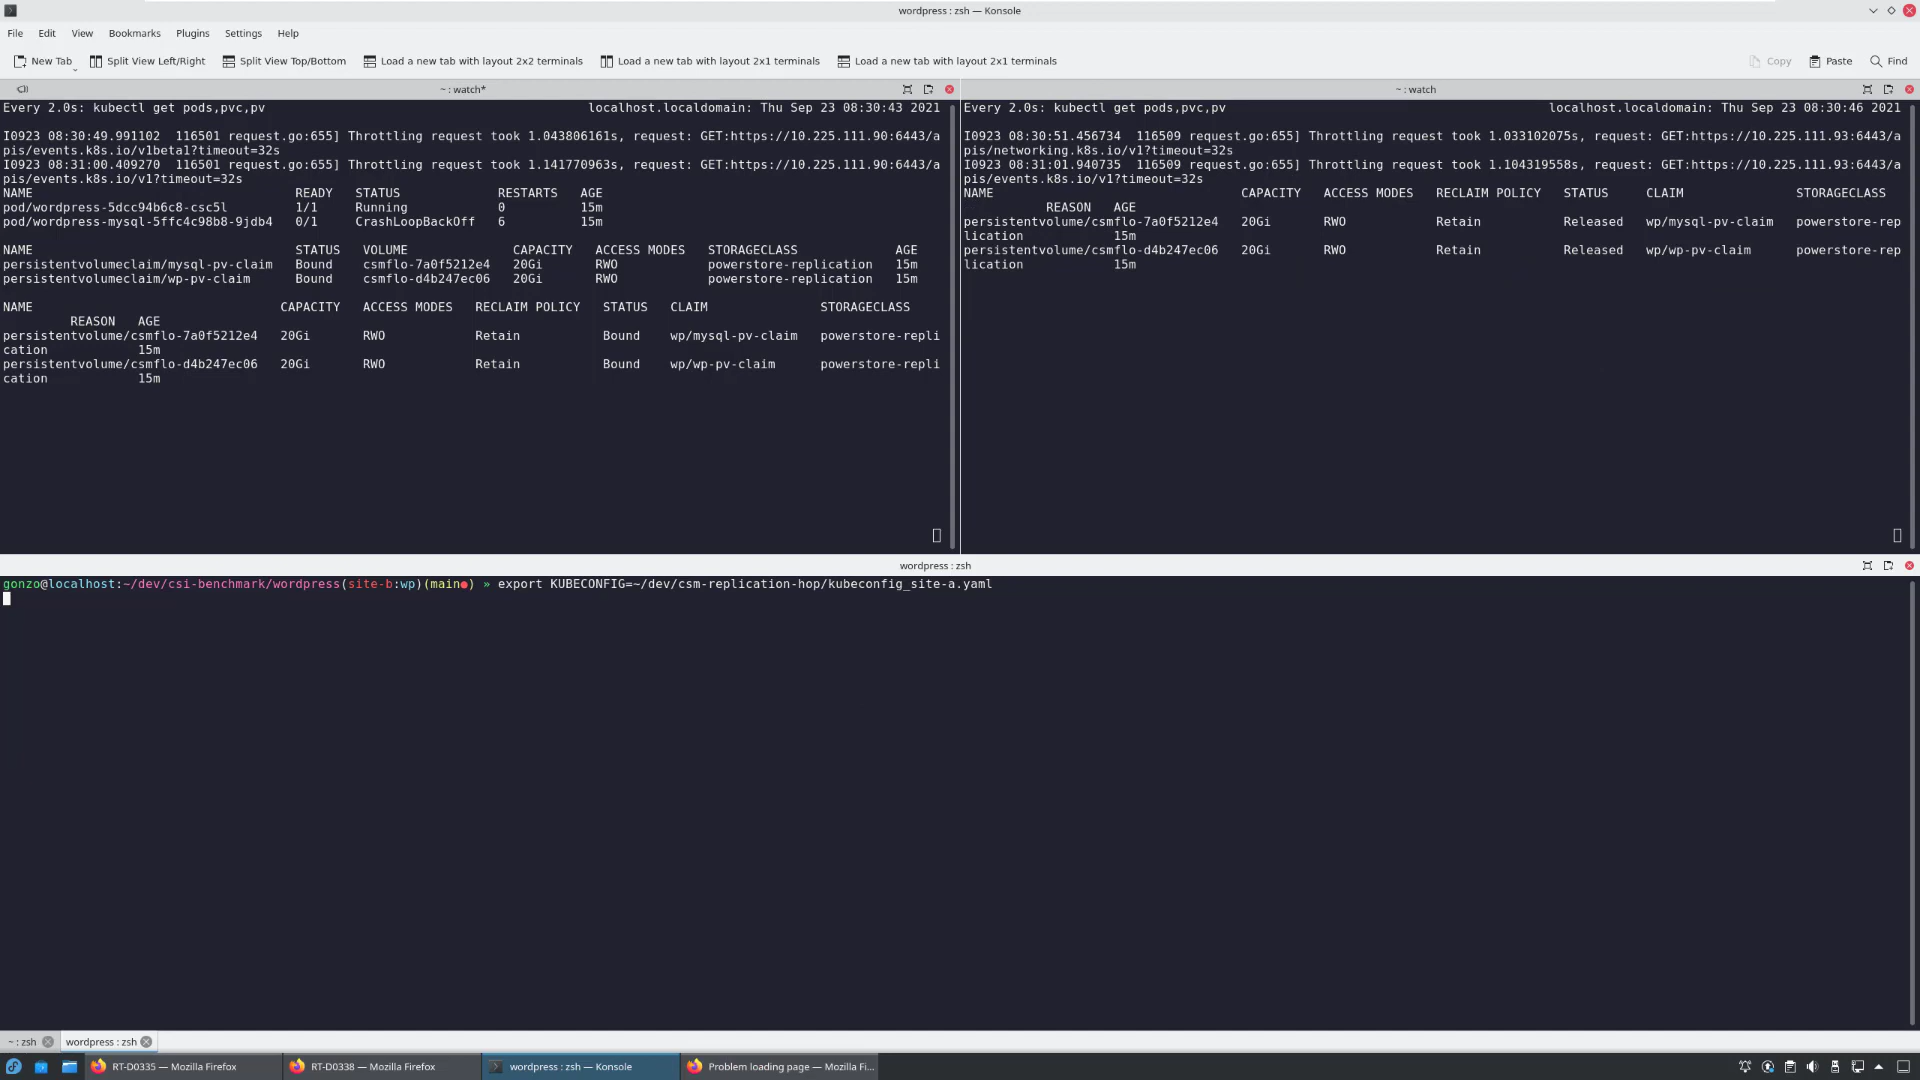 wordpress : zsh — Konsole
File Edit View Bookmarks Plugins Settings Help
New Tab Split View Left/Right Split View Top/Bottom Load a new tab with layout 2x2 terminals Load a new tab with layout 2x1 terminals Load a new tab with layout 2x1 terminals Copy Paste Find
~ : watch*
Every 2.0s: kubectl get pods,pvc,pv localhost.localdomain: Thu Sep 23 08:30:43 2021
I0923 08:30:49.991102 116501 request.go:655] Throttling request took 1.043806161s, request: GET:https://10.225.111.90:6443/a
pis/events.k8s.io/v1beta1?timeout=32s
I0923 08:31:00.409270 116501 request.go:655] Throttling request took 1.141770963s, request: GET:https://10.225.111.90:6443/a
pis/events.k8s.io/v1?timeout=32s
NAME READY STATUS RESTARTS AGE
pod/wordpress-5dcc94b6c8-csc5l 1/1 Running 0 15m
pod/wordpress-mysql-5ffc4c98b8-9jdb4 0/1 CrashLoopBackOff 6 15m
NAME STATUS VOLUME CAPACITY ACCESS MODES STORAGECLASS AGE
persistentvolumeclaim/mysql-pv-claim Bound csmflo-7a0f5212e4 20Gi RWO powerstore-replication 15m
persistentvolumeclaim/wp-pv-claim Bound csmflo-d4b247ec06 20Gi RWO powerstore-replication 15m
NAME CAPACITY ACCESS MODES RECLAIM POLICY STATUS CLAIM STORAGECLASS
REASON AGE
persistentvolume/csmflo-7a0f5212e4 20Gi RWO Retain Bound wp/mysql-pv-claim powerstore-repli
cation 15m
persistentvolume/csmflo-d4b247ec06 20Gi RWO Retain Bound wp/wp-pv-claim powerstore-repli
cation 15m
~ : watch
Every 2.0s: kubectl get pods,pvc,pv localhost.localdomain: Thu Sep 23 08:30:46 2021
I0923 08:30:51.456734 116509 request.go:655] Throttling request took 1.033102075s, request: GET:https://10.225.111.93:6443/a
pis/networking.k8s.io/v1?timeout=32s
I0923 08:31:01.940735 116509 request.go:655] Throttling request took 1.104319558s, request: GET:https://10.225.111.93:6443/a
pis/events.k8s.io/v1?timeout=32s
NAME CAPACITY ACCESS MODES RECLAIM POLICY STATUS CLAIM STORAGECLASS
REASON AGE
persistentvolume/csmflo-7a0f5212e4 20Gi RWO Retain Released wp/mysql-pv-claim powerstore-rep
lication 15m
persistentvolume/csmflo-d4b247ec06 20Gi RWO Retain Released wp/wp-pv-claim powerstore-rep
lication 15m
wordpress : zsh
gonzo@localhost:~/dev/csi-benchmark/wordpress(site-b:wp)(main●) » export KUBECONFIG=~/dev/csm-replication-hop/kubeconfig_site-a.yaml
~ : zsh wordpress : zsh
RT-D0335 — Mozilla Firefox RT-D0338 — Mozilla Firefox wordpress : zsh — Konsole Problem loading page — Mozilla Fi...